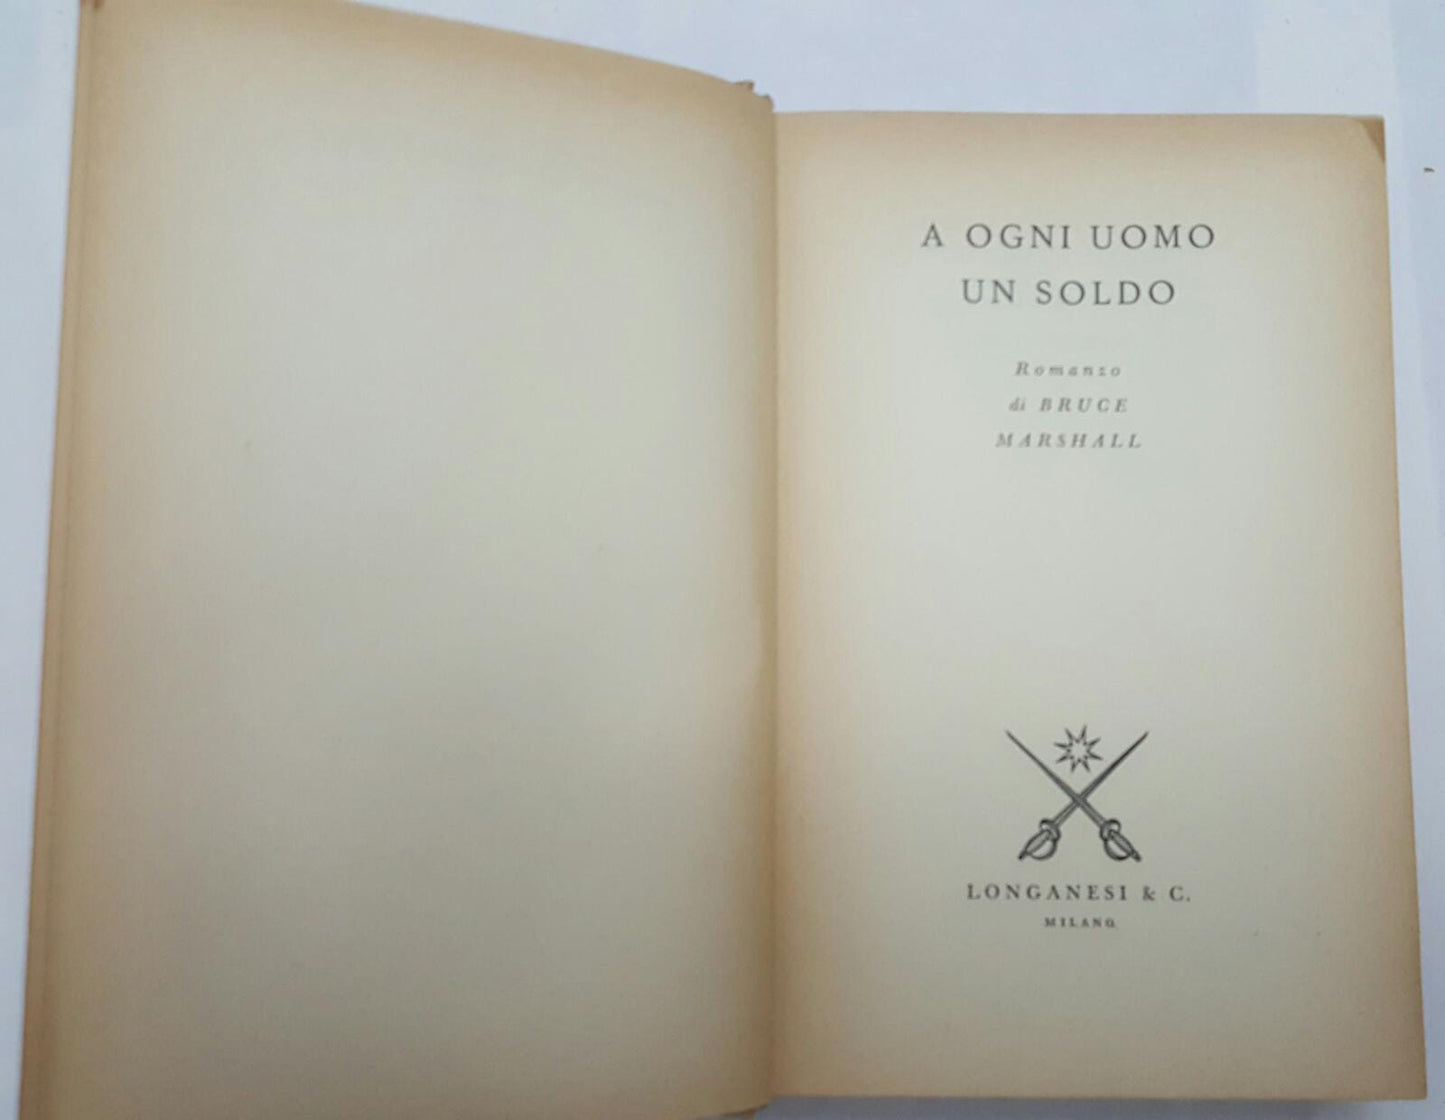 A OGNI UOMO
UN SOLDO
Romanzo
di BRUCE
MARSHALL
LONGANESI & C.
MILANO